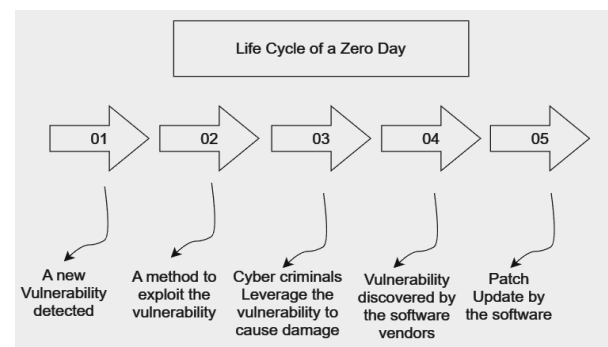 Life Cycle of a Zero Day
01
02
03
04
05
A new
Vulnerability
detected
A method to
exploit the
vulnerability
Cyber criminals
Leverage the
vulnerability to
cause damage
Vulnerability
discovered by
the software
vendors
Patch
Update by
the software